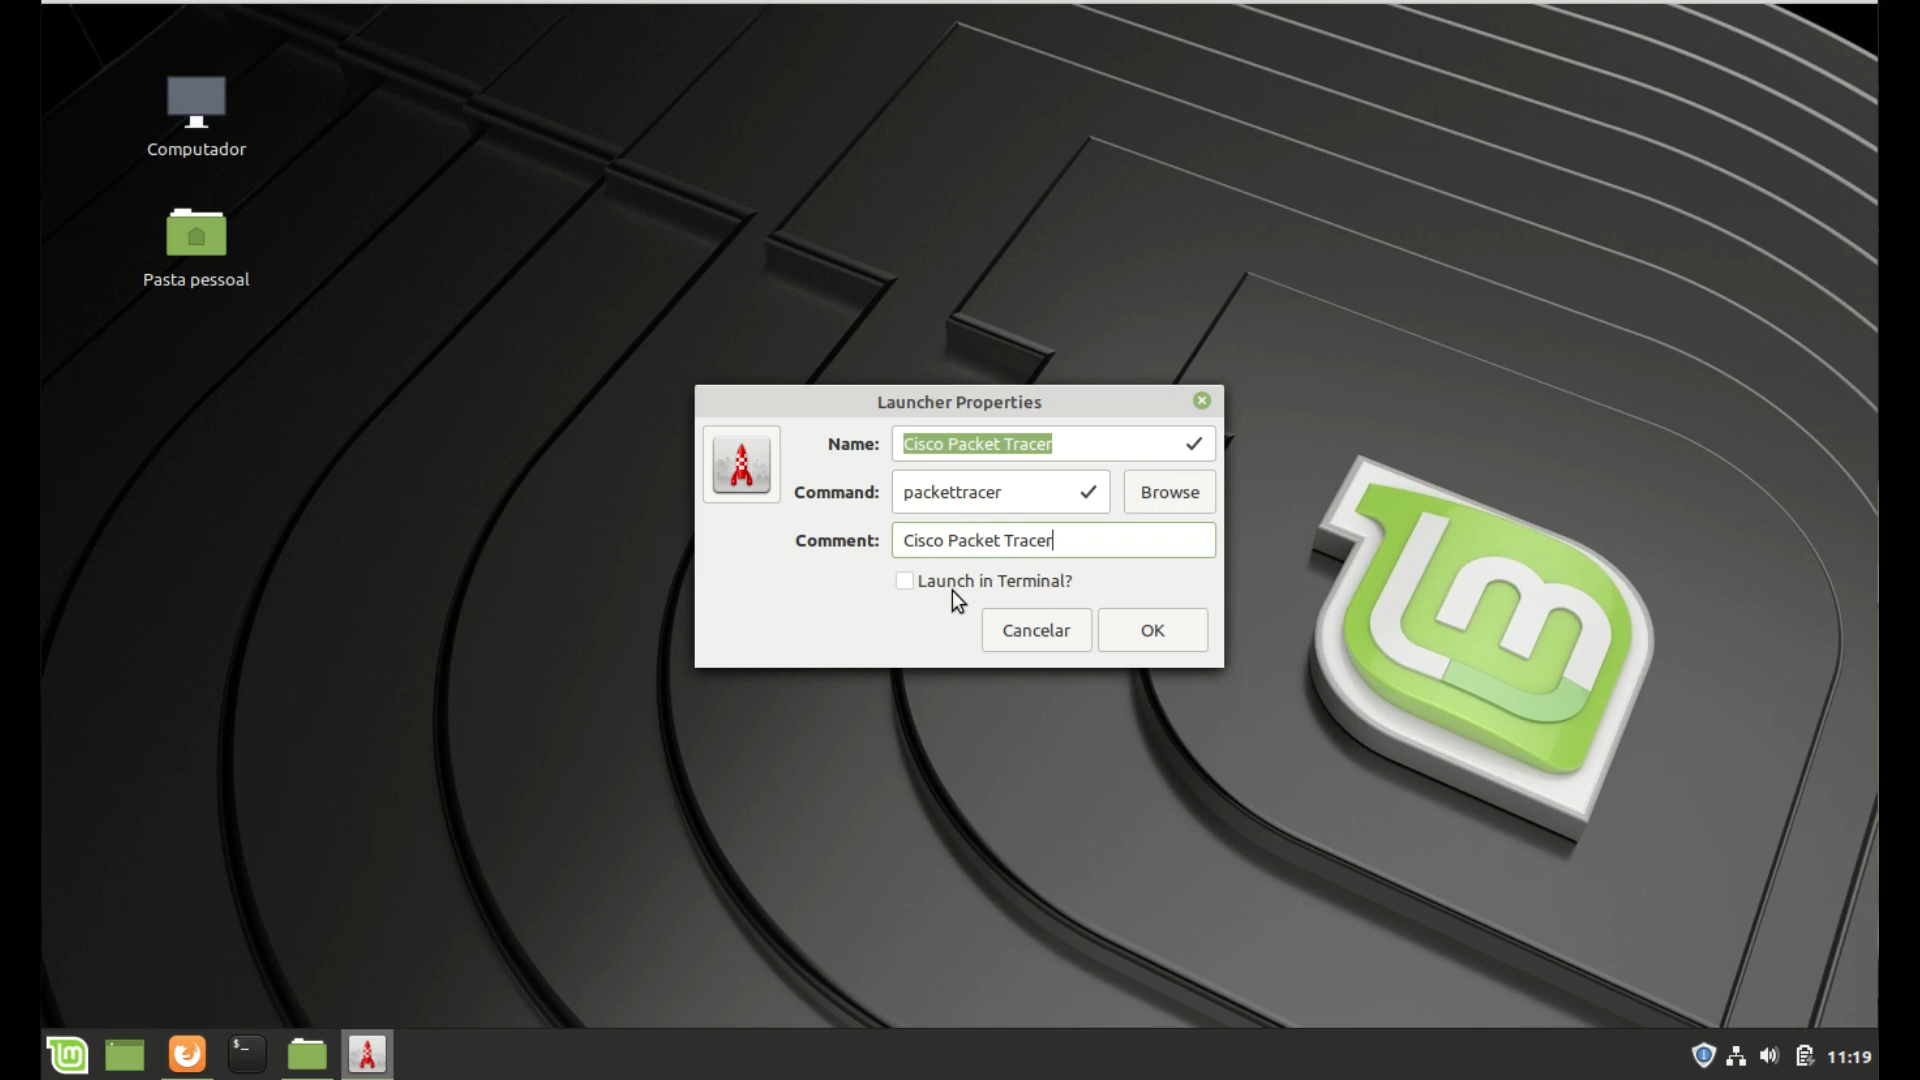 Computador
Pasta pessoal
Launcher Properties
Name: Cisco Packet Tracer
Command: packettracer Browse
Comment: Cisco Packet Tracer
Launch in Terminal?
Cancelar OK
$_
11:19